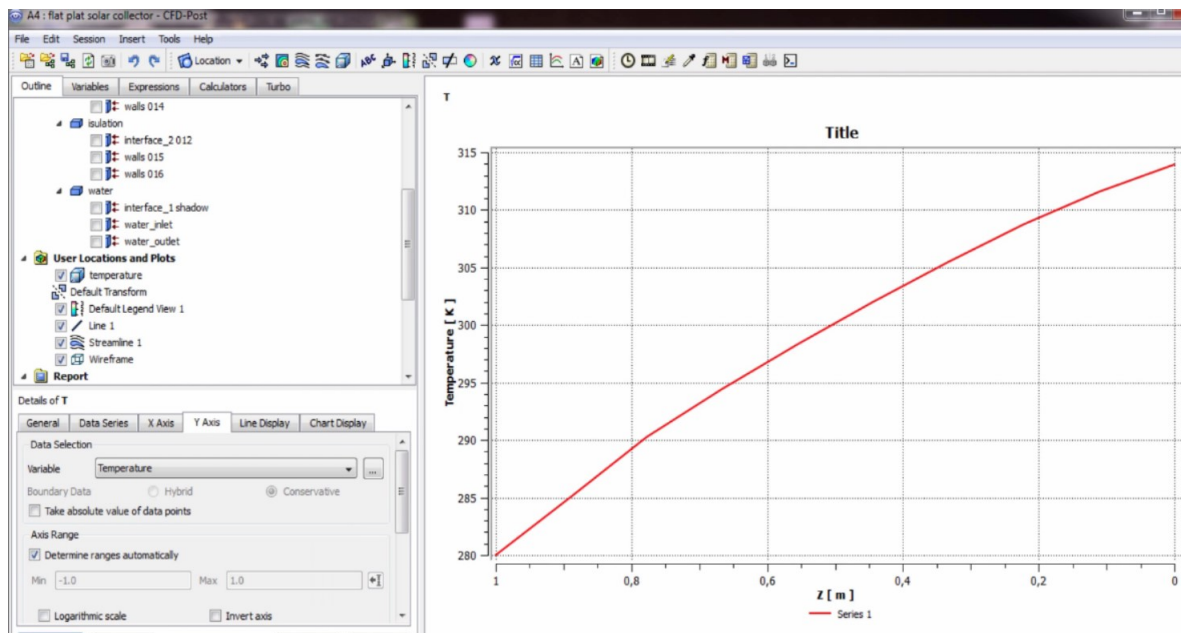 A4 : flat plat solar collector - CFD-Post
File Edit Session Insert Tools Help
Location
Outline Variables Expressions Calculators Turbo
walls 014
isulation
interface_2 012
walls 015
walls 016
water
interface_1 shadow
water_inlet
water_outlet
User Locations and Plots
temperature
Default Transform
Default Legend View 1
Line 1
Streamline 1
Wireframe
Report
Details of T
General Data Series X Axis Y Axis Line Display Chart Display
Data Selection
Variable Temperature ...
Boundary Data Hybrid Conservative
Take absolute value of data points
Axis Range
Determine ranges automatically
Min -1.0 Max 1.0
Logarithmic scale Invert axis
T
Title
Temperature [ K ]
315
310
305
300
295
290
285
280
1 0,8 0,6 0,4 0,2 0
Z [ m ]
Series 1